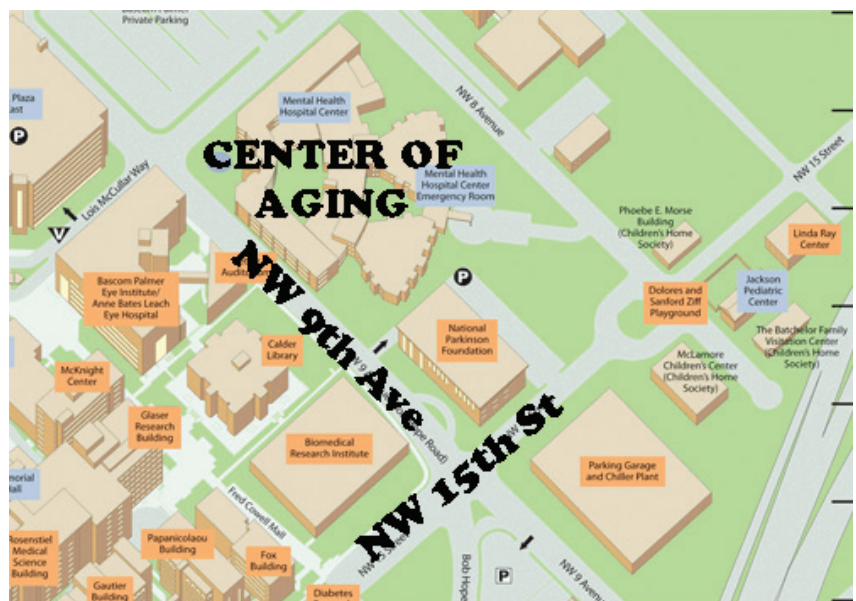 Private Parking
Plaza
Mental Health
Hospital Center
NW 8 Avenue
P
CENTER OF
AGING
Mental Health
Hospital Center
Emergency Room
NW 15 Street
Lois McCullar Way
Phoebe E. Morse
Building
(Children's Home
Society)
Linda Ray
Center
Bascom Palmer
Eye Institute/
Anne Bates Leach
Eye Hospital
NW 9th Ave
P
Dolores and
Sanford Ziff
Playground
Jackson
Pediatric
Center
National
Parkinson
Foundation
The Batchelor Family
Visitation Center
(Children's Home
Society)
Calder
Library
McKnight
Center
McLamore
Children's Center
(Children's Home
Society)
Glaser
Research
Building
Biomedical
Research Institute
NW 15th St
Parking Garage
and Chiller Plant
Fred Cowell Mall
Rosenstiel
Medical
Science
Building
Papanicolaou
Building
Fox
Building
Gautier
Building
Diabetes
Bob Hope
P
NW 9 Avenue